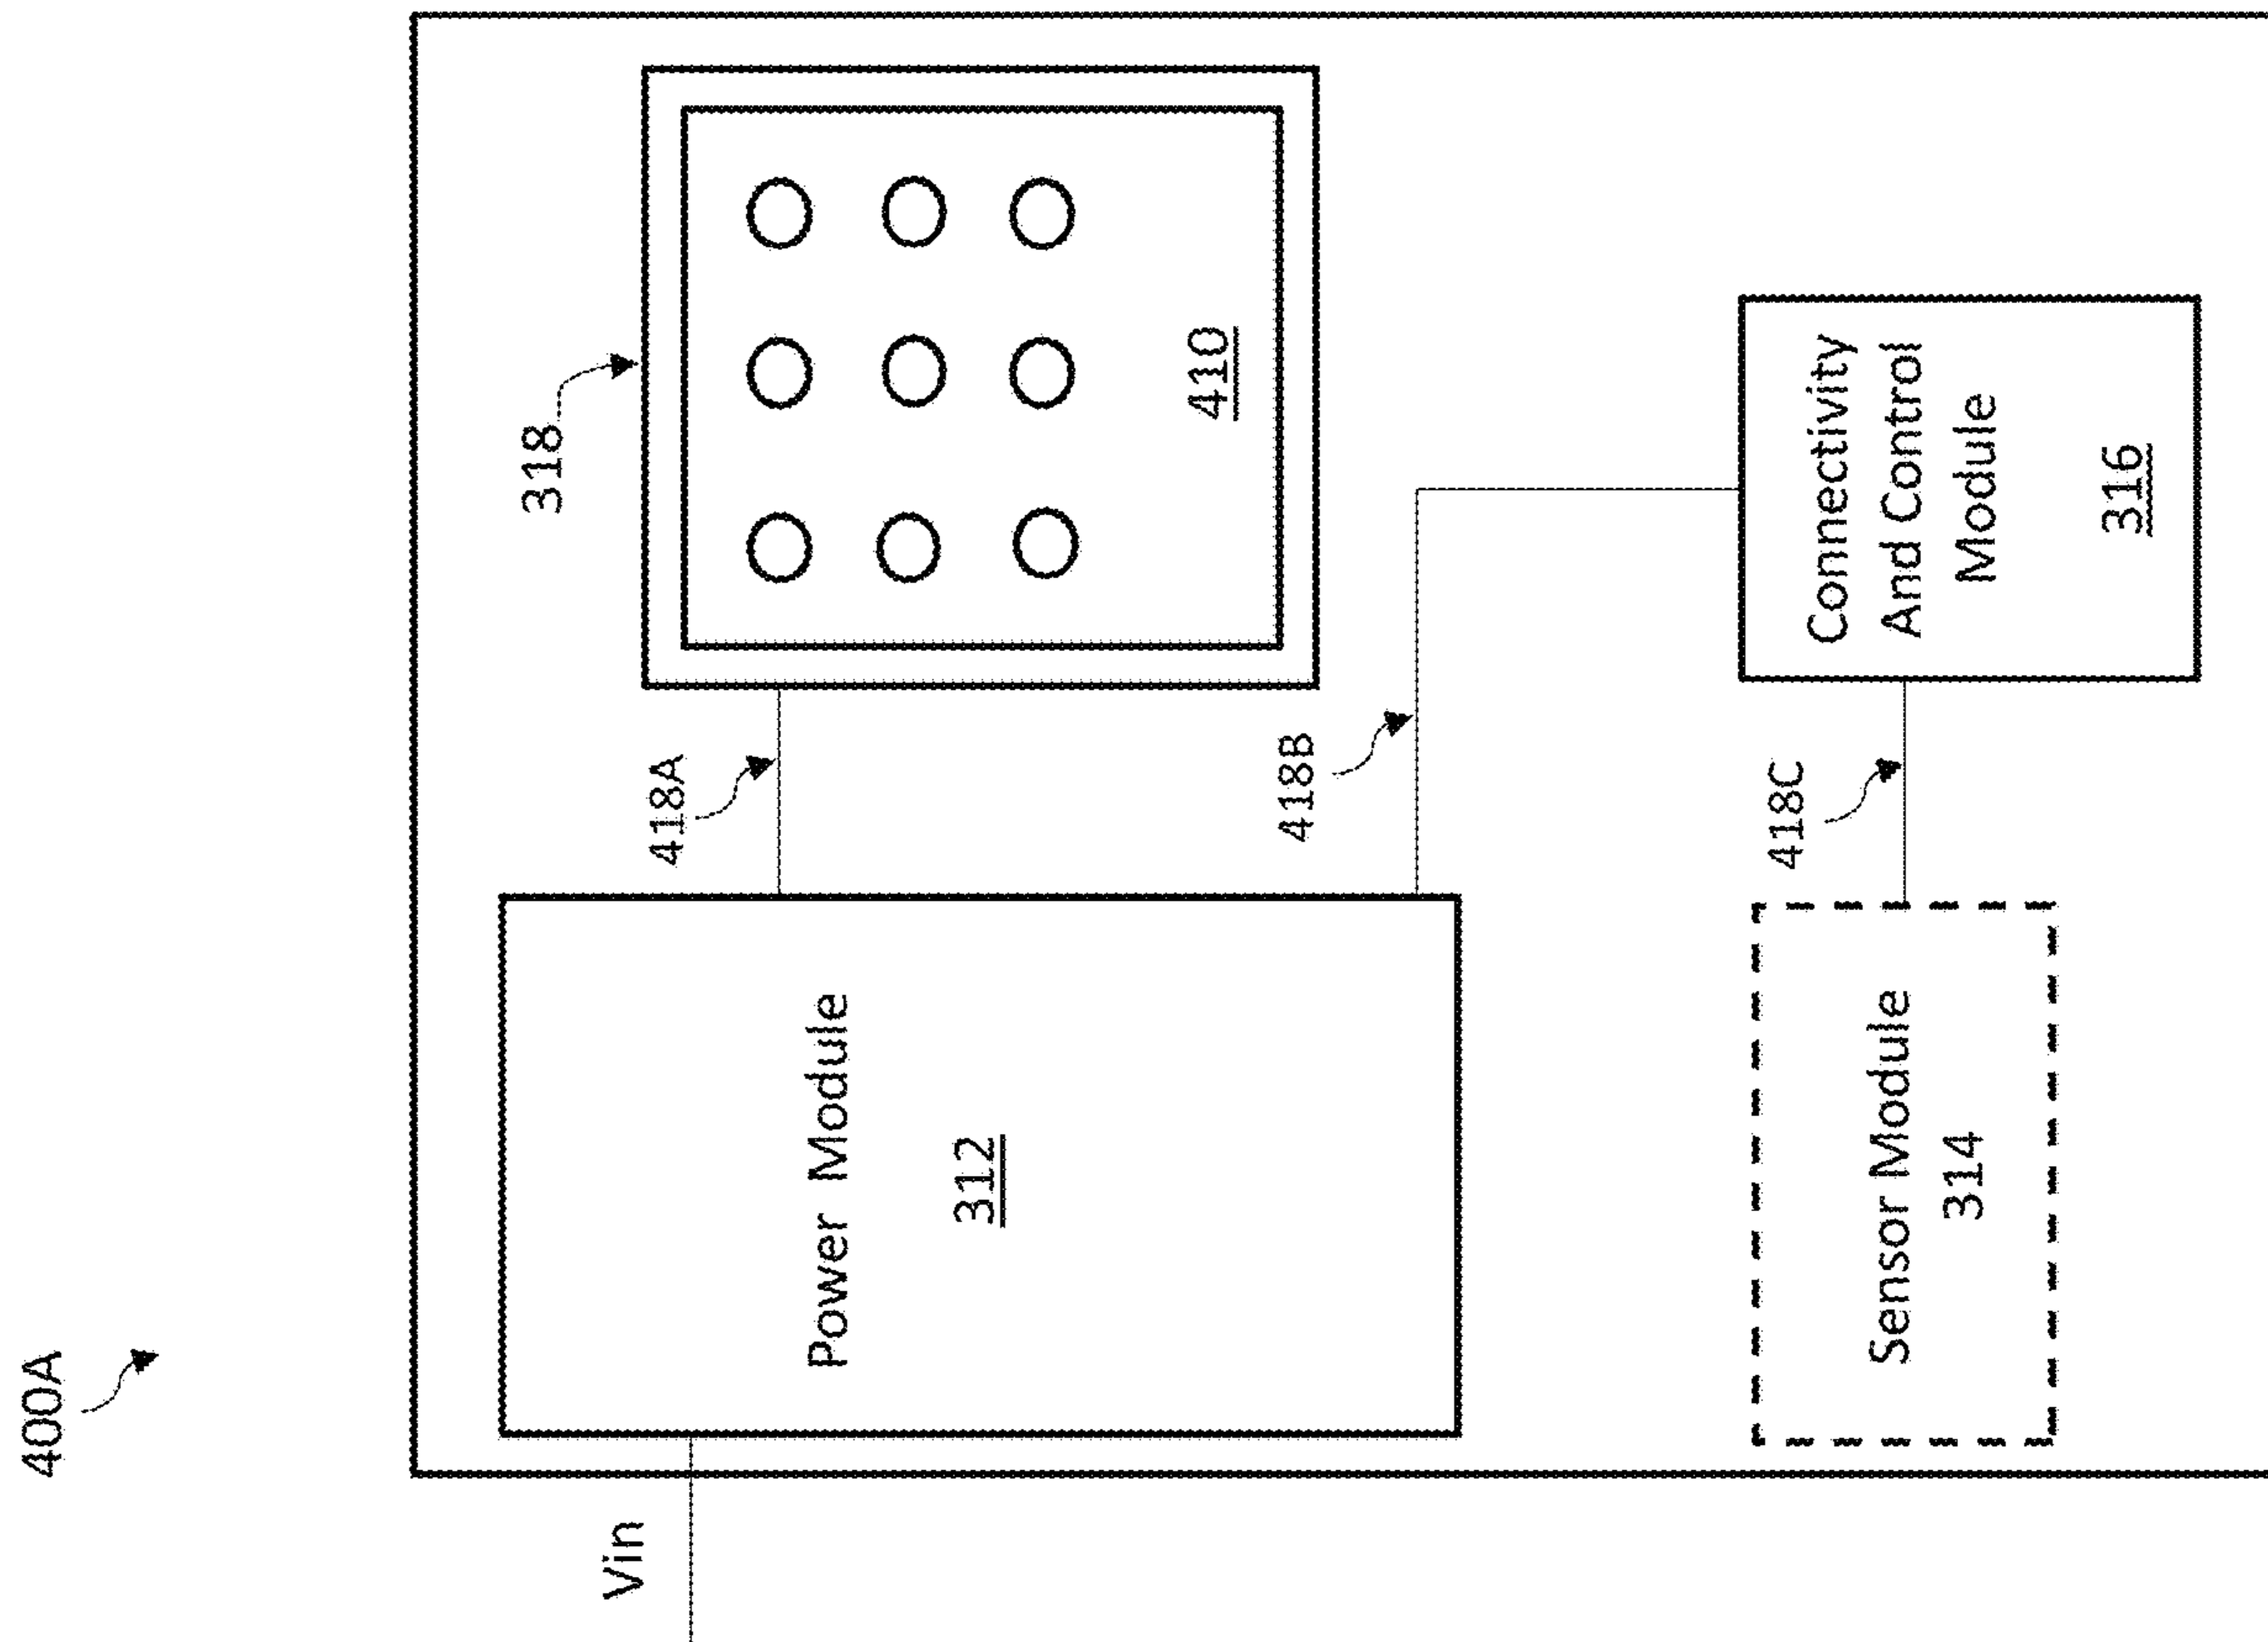 400A
Vin
Power Module
312
418A
318
410
418B
Sensor Module
314
418C
Connectivity
And Control
Module
316